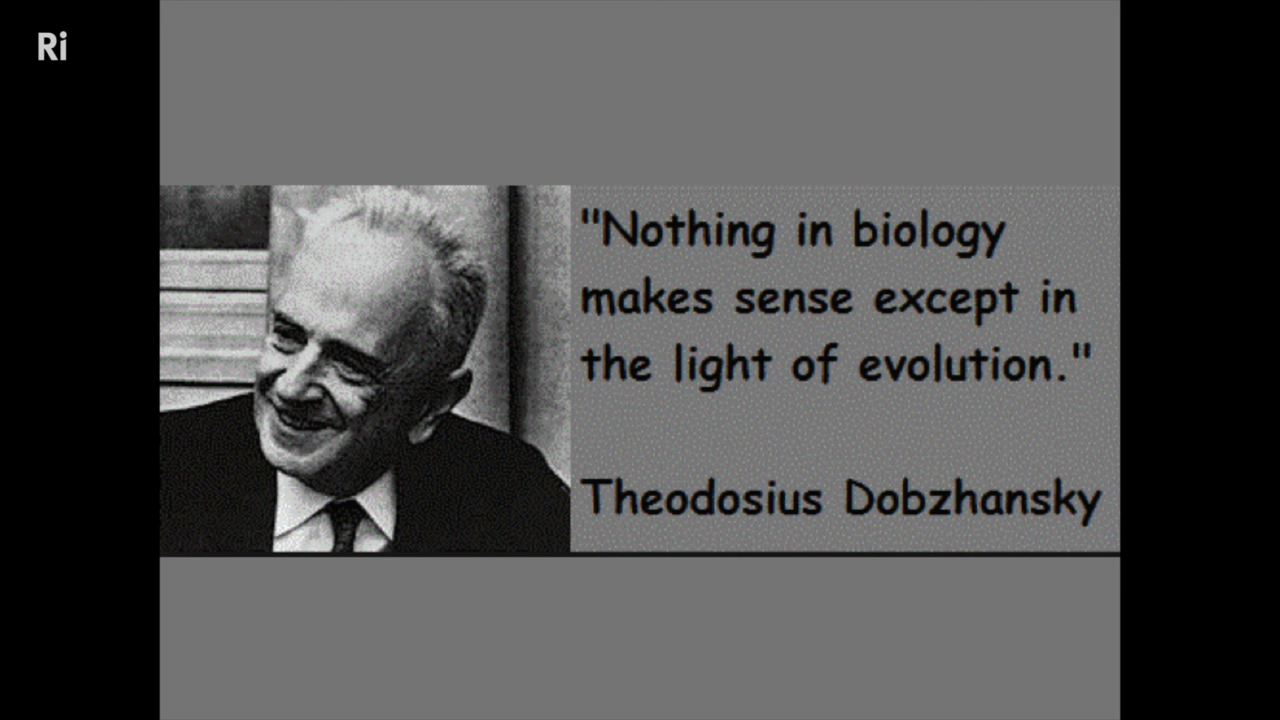 Ri
"Nothing in biology
makes sense except in
the light of evolution."
Theodosius Dobzhansky